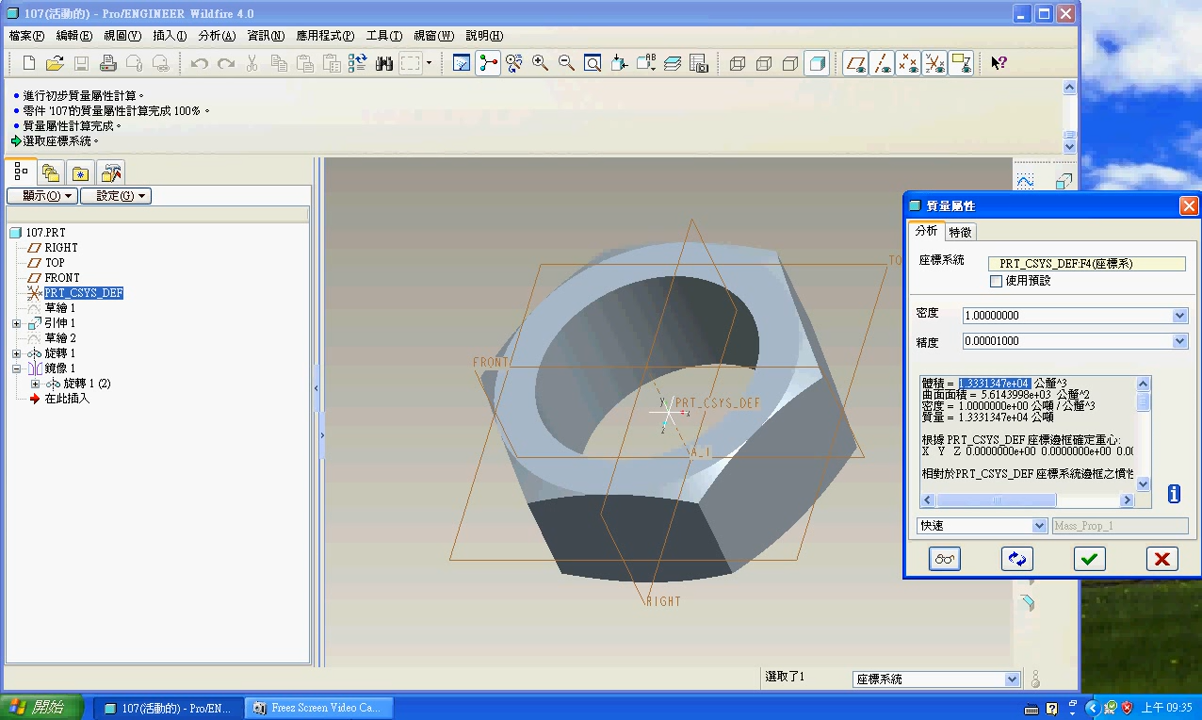 107(活動的) - Pro/ENGINEER Wildfire 4.0
檔案(F) 編輯(E) 視圖(V) 插入(I) 分析(A) 資訊(N) 應用程式(P) 工具(T) 視窗(W) 說明(H)
• 進行初步質量屬性計算。
• 零件 '107'的質量屬性計算完成 100%。
• 質量屬性計算完成。
選取座標系統。
顯示(O) 設定(G)
107.PRT
RIGHT
TOP
FRONT
PRT_CSYS_DEF
草繪 1
引伸 1
草繪 2
旋轉 1
鏡像 1
旋轉 1 (2)
在此插入
TO
FRONT
PRT_CSYS_DEF
Y
X
Z
A_1
RIGHT
質量屬性
分析 特徵
座標系統 PRT_CSYS_DEF:F4(座標系)
使用預設
密度 1.00000000
精度 0.00001000
體積 = 1.3331347e+04 公釐^3
曲面面積 = 5.6143998e+03 公釐^2
密度 = 1.0000000e+00 公噸 / 公釐^3
質量 = 1.3331347e+04 公噸
根據 PRT_CSYS_DEF 座標邊框確定重心:
X Y Z 0.0000000e+00 0.0000000e+00 0.00
相對於PRT_CSYS_DEF 座標系統邊框之慣性
快速 Mass_Prop_1
選取了1 座標系統
開始 107(活動的) - Pro/EN... Freez Screen Video Ca... 上午 09:35